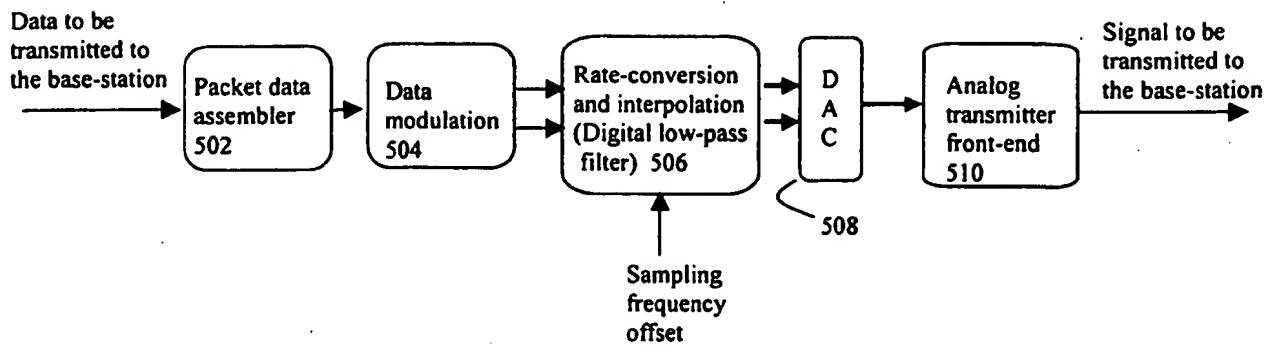 Data to be
transmitted to
the base-station
Packet data
assembler
502
Data
modulation
504
Rate-conversion
and interpolation
(Digital low-pass
filter) 506
D
A
C
508
Analog
transmitter
front-end
510
Signal to be
transmitted to
the base-station
Sampling
frequency
offset